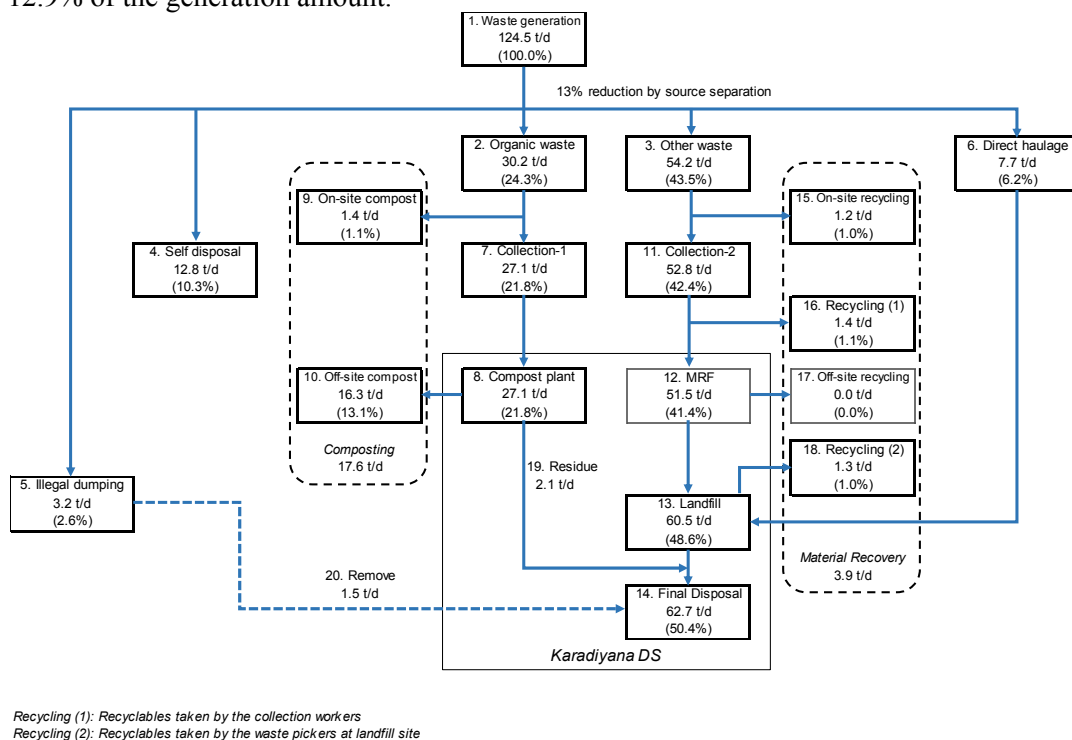 12.9% of the generation amount.
1. Waste generation
124.5 t/d
(100.0%)
13% reduction by source separation
2. Organic waste
30.2 t/d
(24.3%)
3. Other waste
54.2 t/d
(43.5%)
6. Direct haulage
7.7 t/d
(6.2%)
9. On-site compost
1.4 t/d
(1.1%)
15. On-site recycling
1.2 t/d
(1.0%)
4. Self disposal
12.8 t/d
(10.3%)
7. Collection-1
27.1 t/d
(21.8%)
11. Collection-2
52.8 t/d
(42.4%)
16. Recycling (1)
1.4 t/d
(1.1%)
10. Off-site compost
16.3 t/d
(13.1%)
8. Compost plant
27.1 t/d
(21.8%)
12. MRF
51.5 t/d
(41.4%)
17. Off-site recycling
0.0 t/d
(0.0%)
Composting
17.6 t/d
19. Residue
2.1 t/d
18. Recycling (2)
1.3 t/d
(1.0%)
5. Illegal dumping
3.2 t/d
(2.6%)
13. Landfill
60.5 t/d
(48.6%)
Material Recovery
3.9 t/d
20. Remove
1.5 t/d
14. Final Disposal
62.7 t/d
(50.4%)
Karadiyana DS
Recycling (1): Recyclables taken by the collection workers
Recycling (2): Recyclables taken by the waste pickers at landfill site